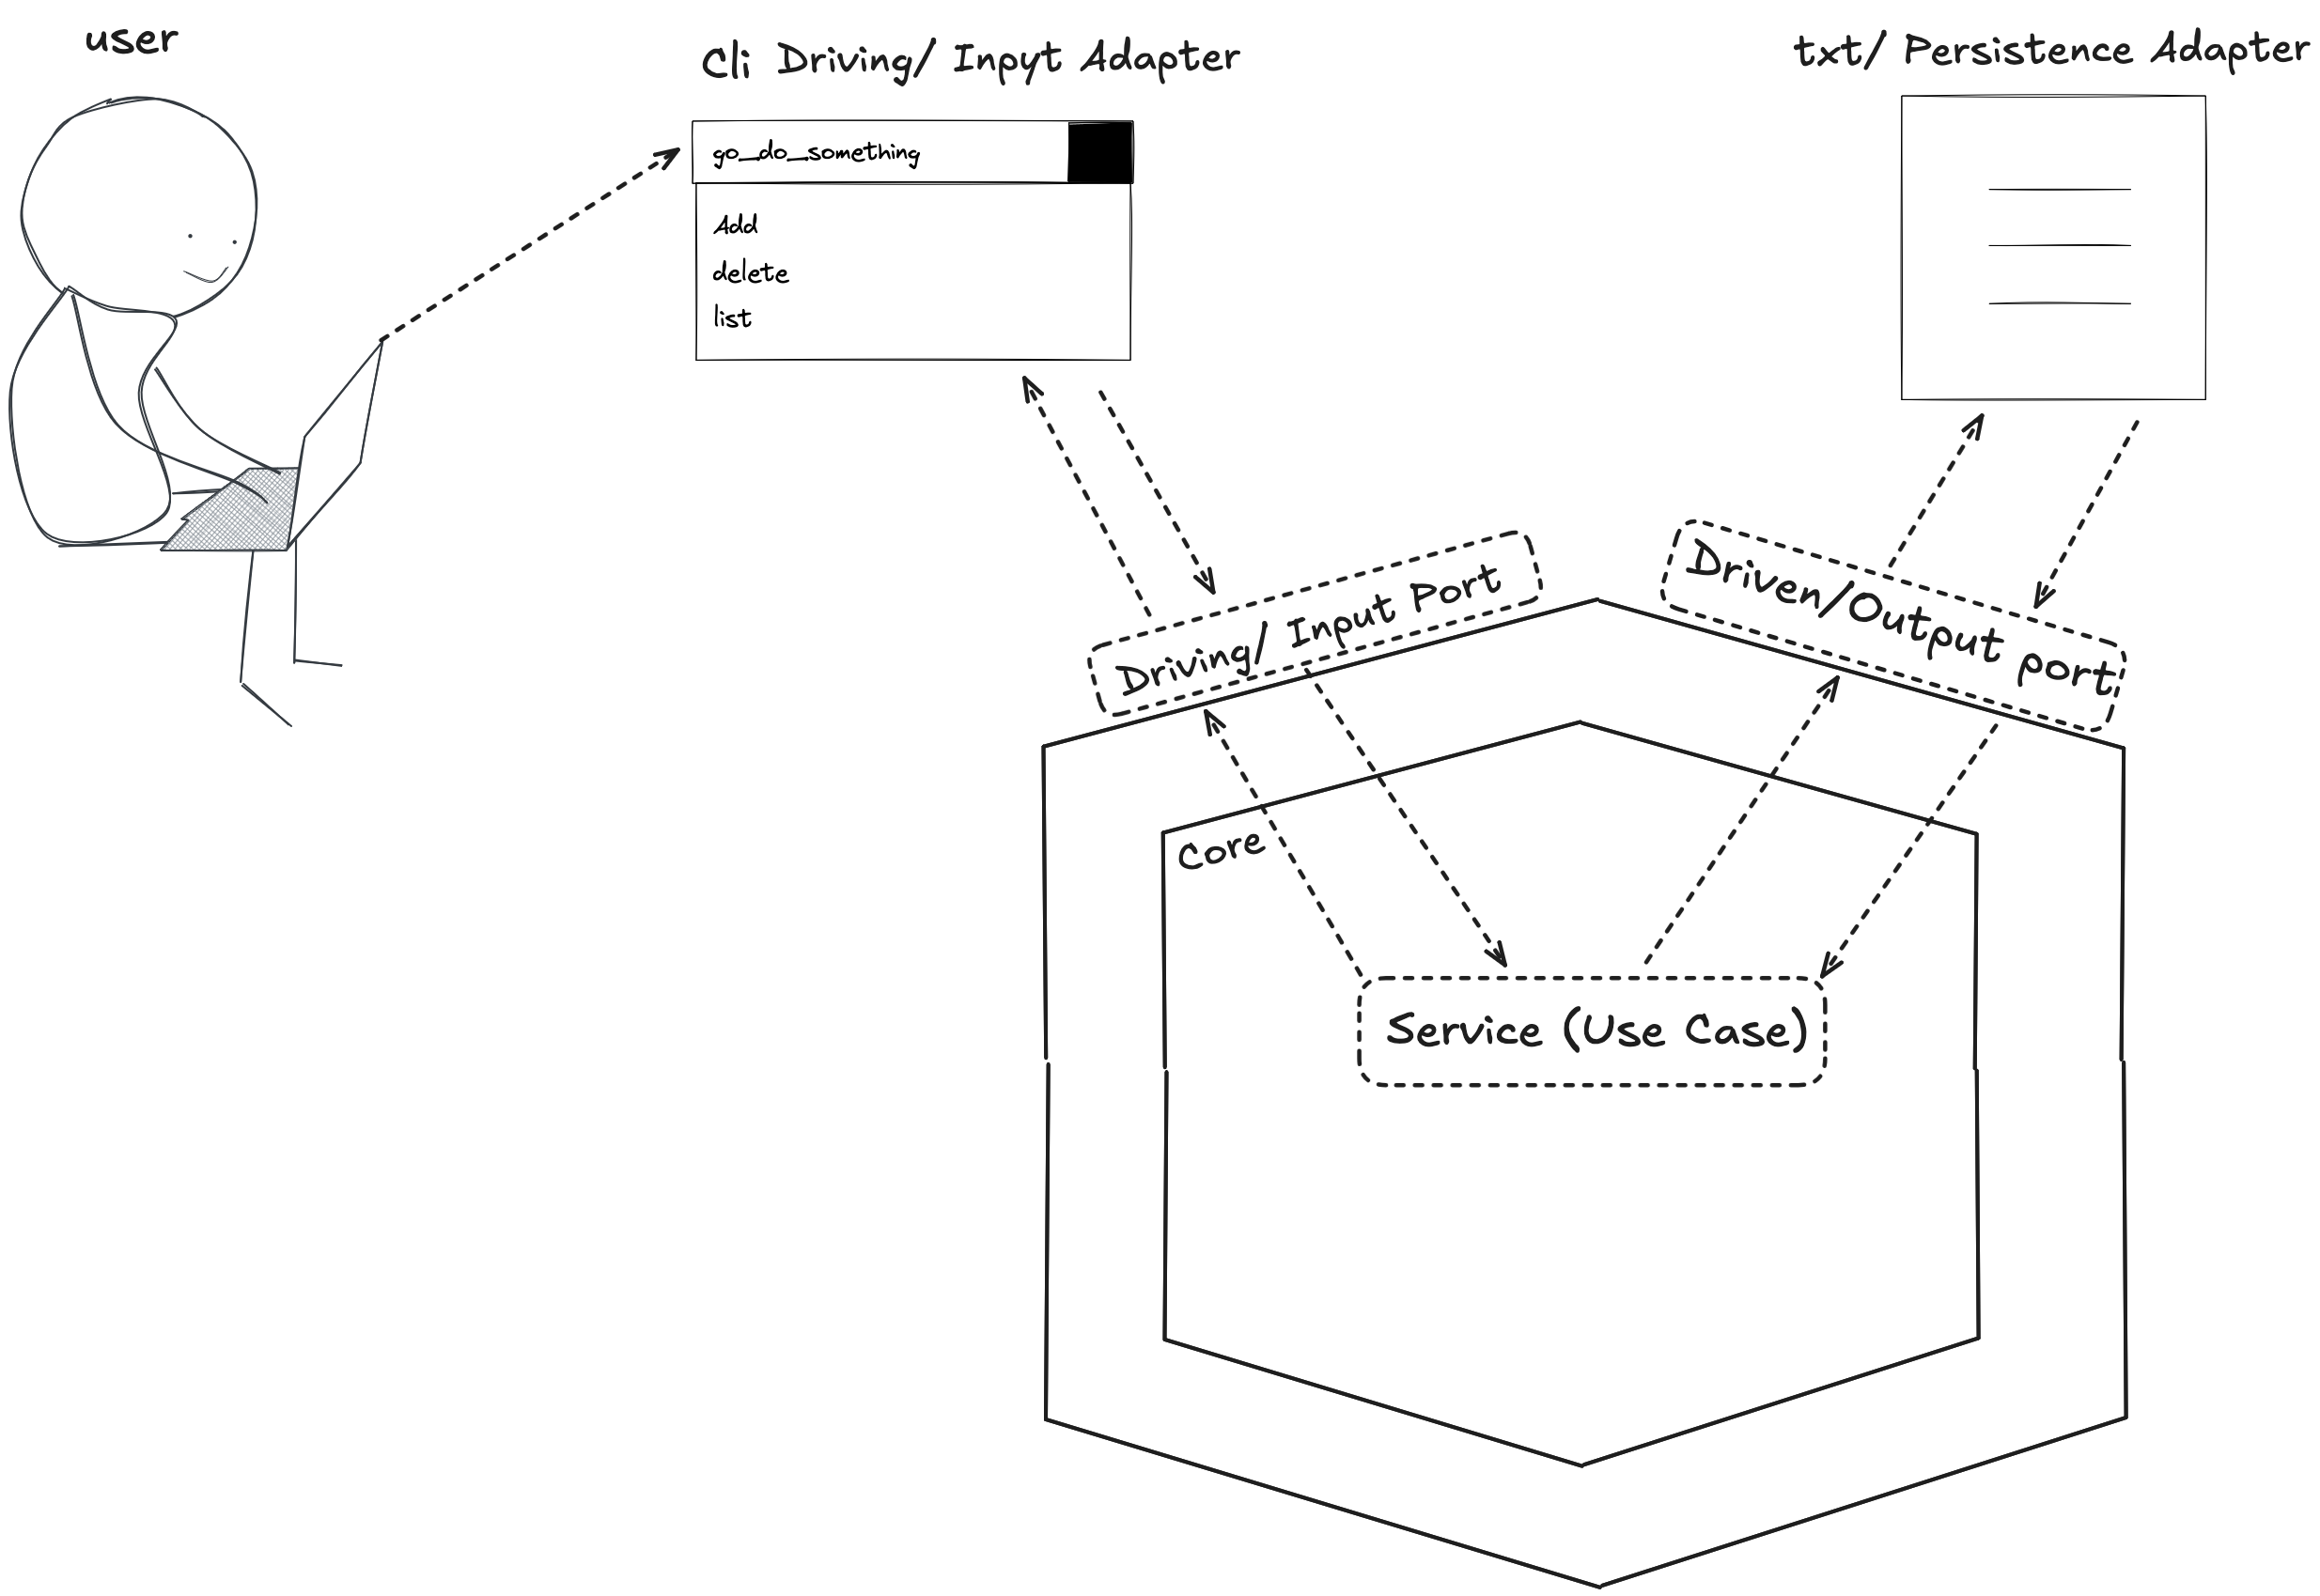 user
Cli Driving/ Input Adapter
txt/ Persistence Adapter
go_do_something
Add
delete
list
Driving/ Input Port
Driven/Output port
Core
Service (Use Case)